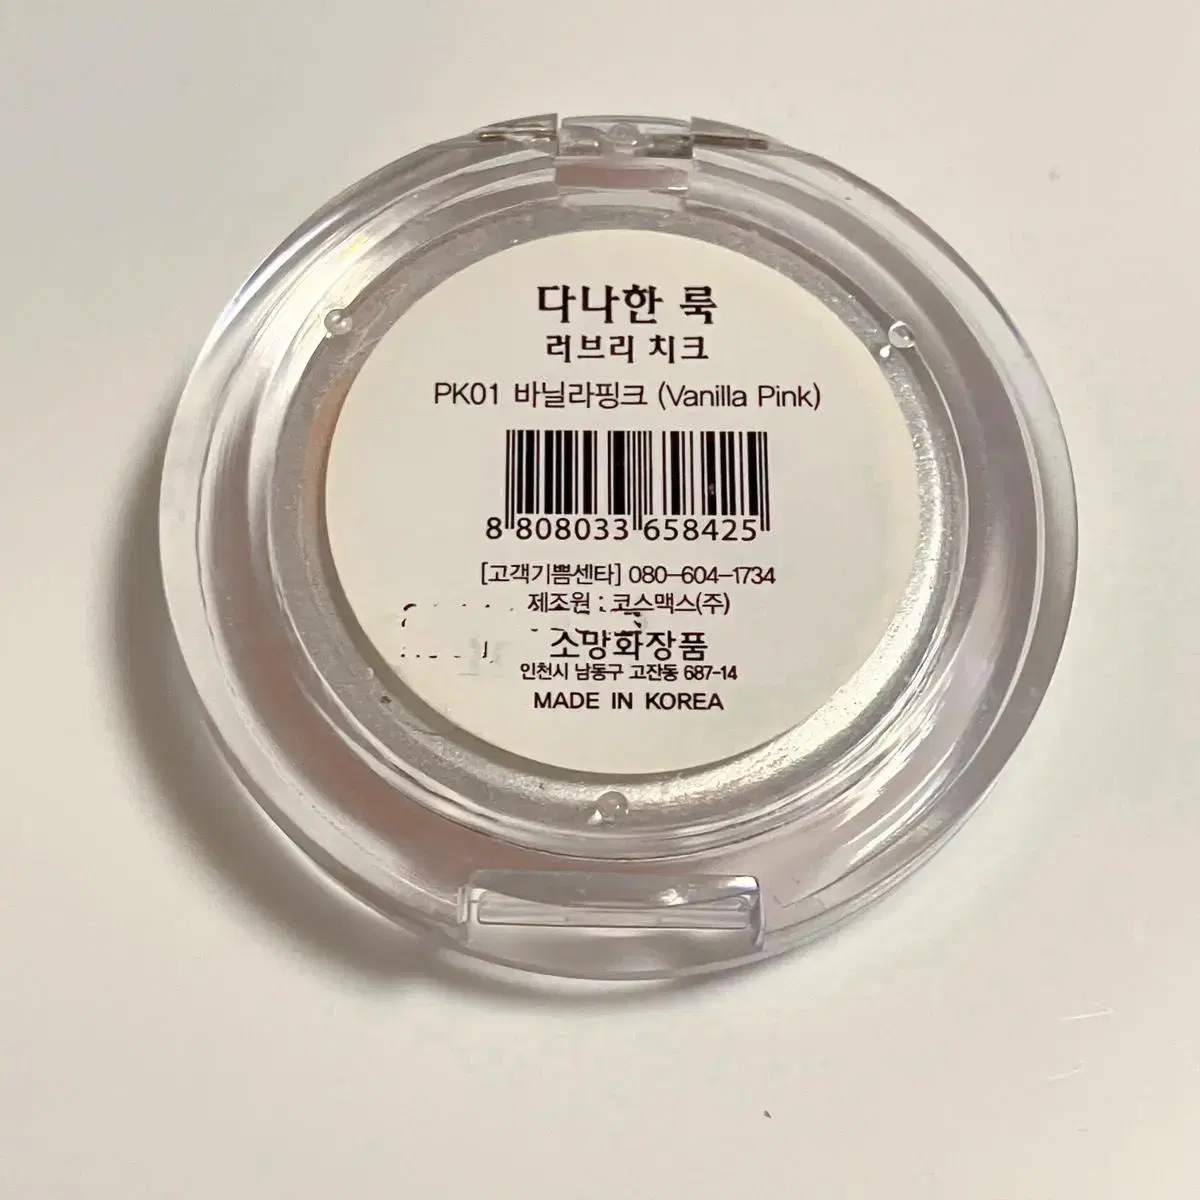 다나한 룩
러브리 치크
PK01 바닐라핑크 (Vanilla Pink)
8 808033 658425
[고객기쁨센타] 080-604-1734
제조원 : 코스맥스(주)
소망화장품
인천시 남동구 고잔동 687-14
MADE IN KOREA